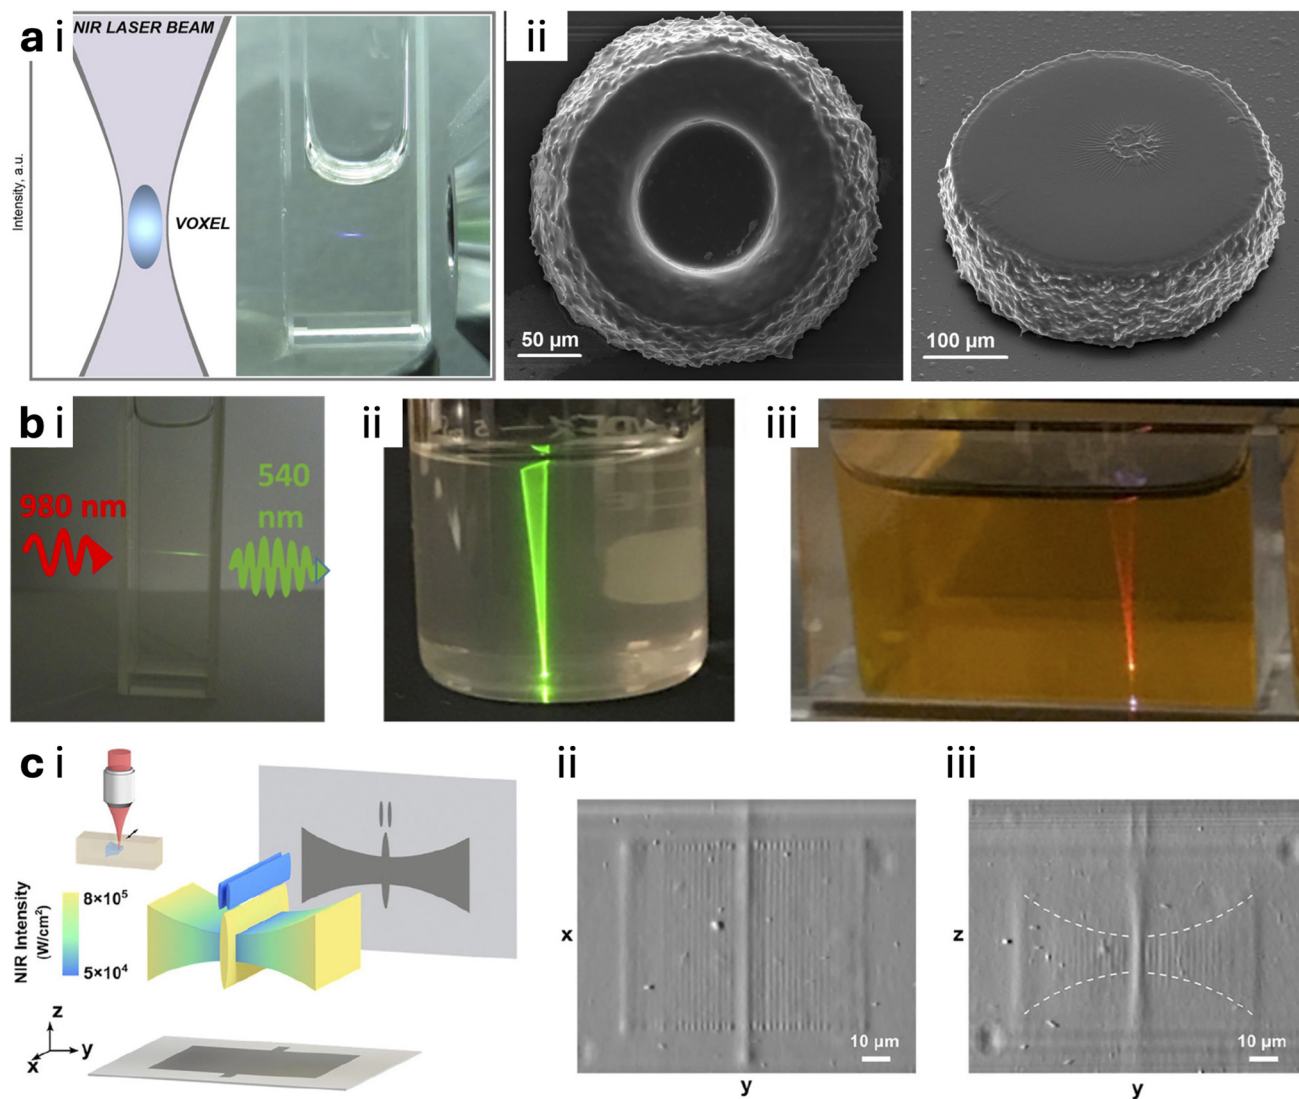 a i
NIR LASER BEAM
Intensity, a.u.
VOXEL
ii
50 µm
100 µm
b i
980 nm
540
nm
ii
iii
c i
NIR Intensity
(W/cm²)
8×10⁵
5×10⁴
z
y
x
ii
x
10 µm
y
iii
z
10 µm
y